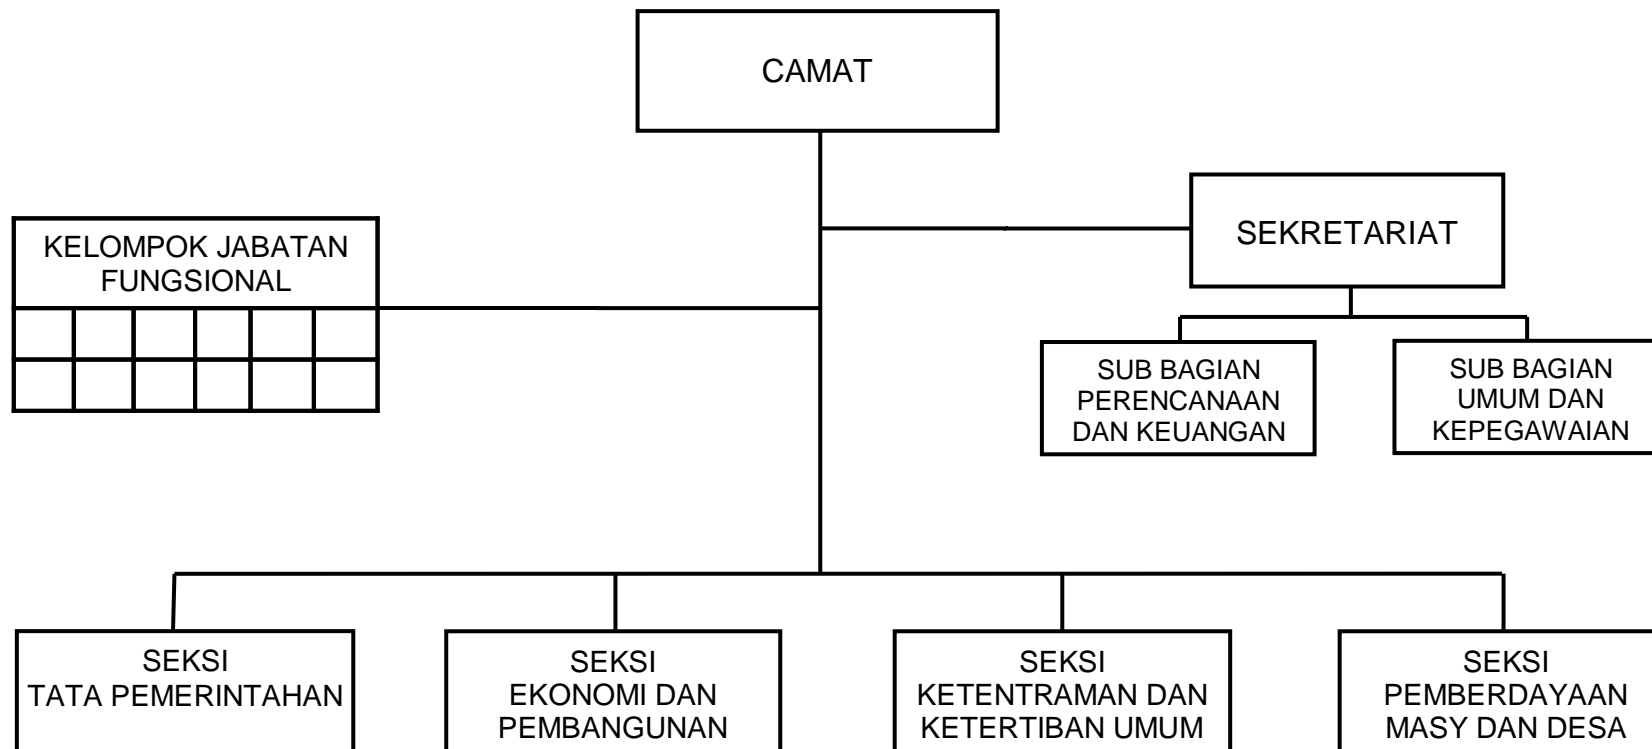 CAMAT
SEKRETARIAT
KELOMPOK JABATAN
FUNGSIONAL
SUB BAGIAN
PERENCANAAN
DAN KEUANGAN
SUB BAGIAN
UMUM DAN
KEPEGAWAIAN
SEKSI
TATA PEMERINTAHAN
SEKSI
EKONOMI DAN
PEMBANGUNAN
SEKSI
KETENTRAMAN DAN
KETERTIBAN UMUM
SEKSI
PEMBERDAYAAN
MASY DAN DESA